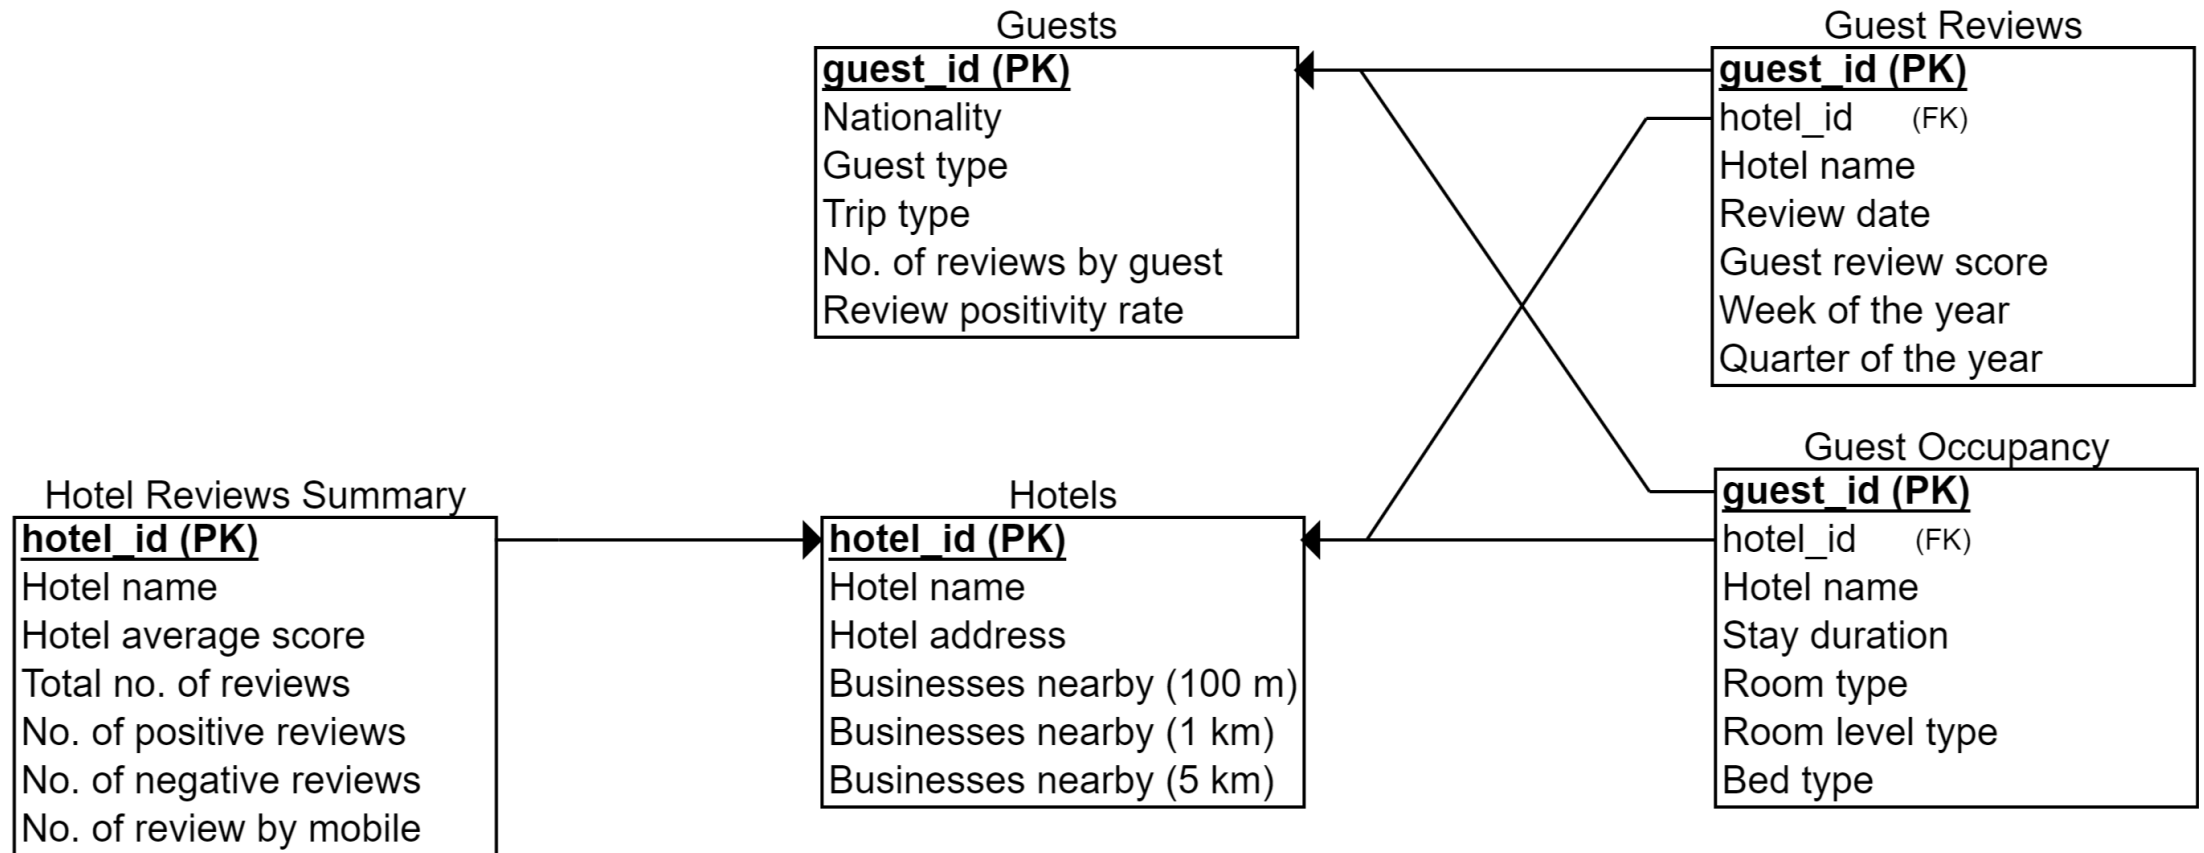 Guests
guest_id (PK)
Nationality
Guest type
Trip type
No. of reviews by guest
Review positivity rate
Guest Reviews
guest_id (PK)
hotel_id (FK)
Hotel name
Review date
Guest review score
Week of the year
Quarter of the year
Hotel Reviews Summary
hotel_id (PK)
Hotel name
Hotel average score
Total no. of reviews
No. of positive reviews
No. of negative reviews
No. of review by mobile
Hotels
hotel_id (PK)
Hotel name
Hotel address
Businesses nearby (100 m)
Businesses nearby (1 km)
Businesses nearby (5 km)
Guest Occupancy
guest_id (PK)
hotel_id (FK)
Hotel name
Stay duration
Room type
Room level type
Bed type